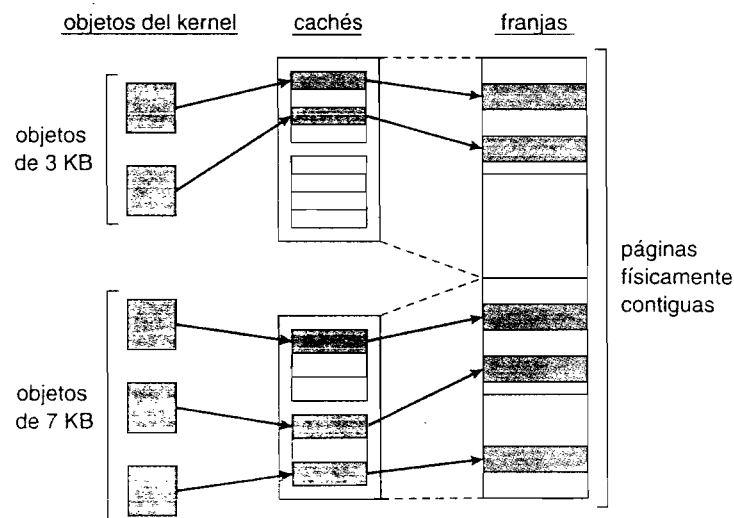 objetos del kernel
cachés
franjas
objetos
de 3 KB
páginas
físicamente
contiguas
objetos
de 7 KB